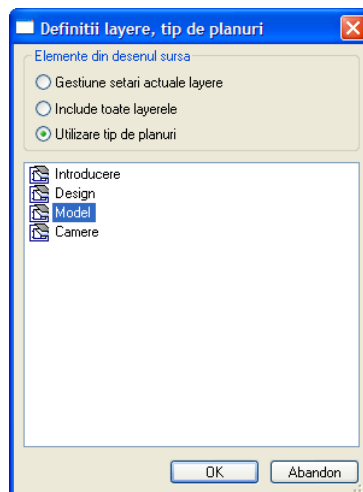 Definitii layere, tip de planuri
Elemente din desenul sursa
Gestiune setari actuale layere
Include toate layerele
Utilizare tip de planuri
Introducere
Design
Model
Camere
OK
Abandon